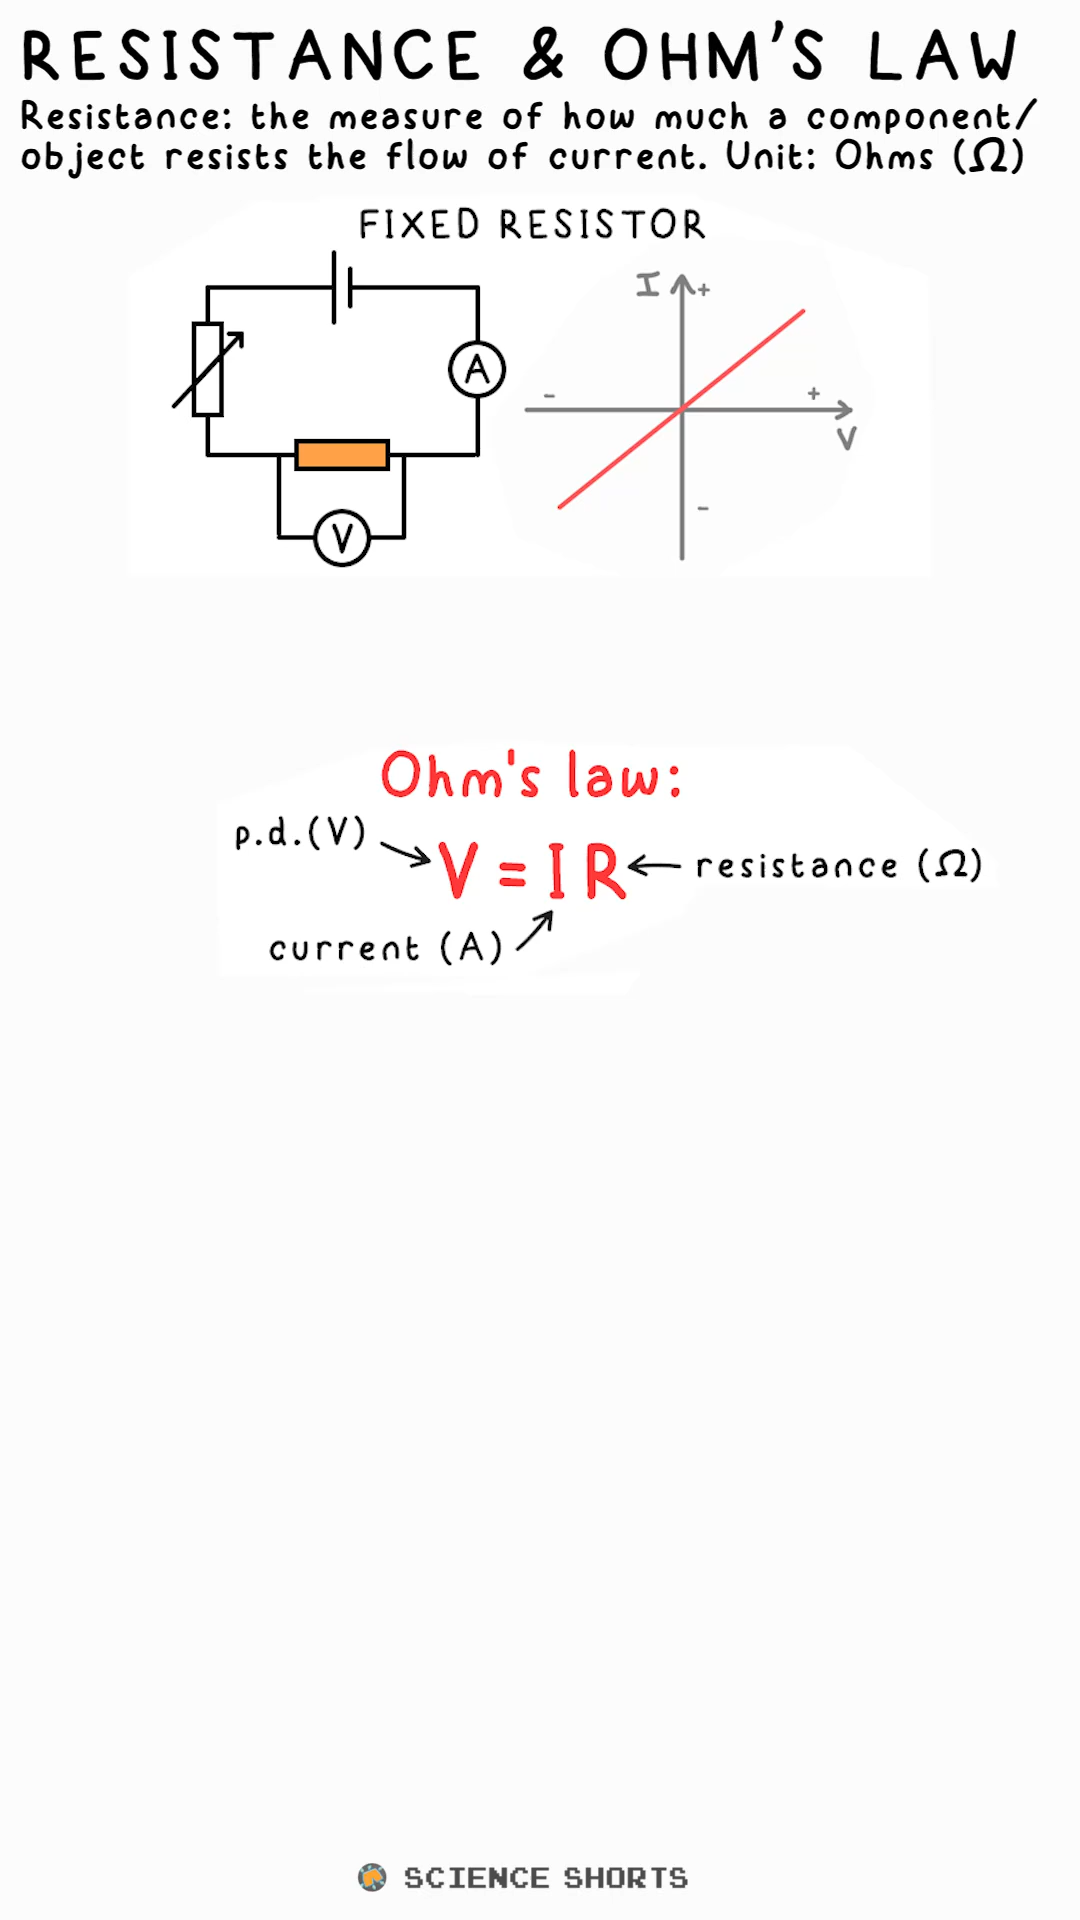 RESISTANCE & OHM'S LAW
Resistance: the measure of how much a component/
object resists the flow of current. Unit: Ohms (Ω)
FIXED RESISTOR
I +
A
- +
V
-
V
Ohm's law:
p.d.(V)
V = I R
resistance (Ω)
current (A)
SCIENCE SHORTS